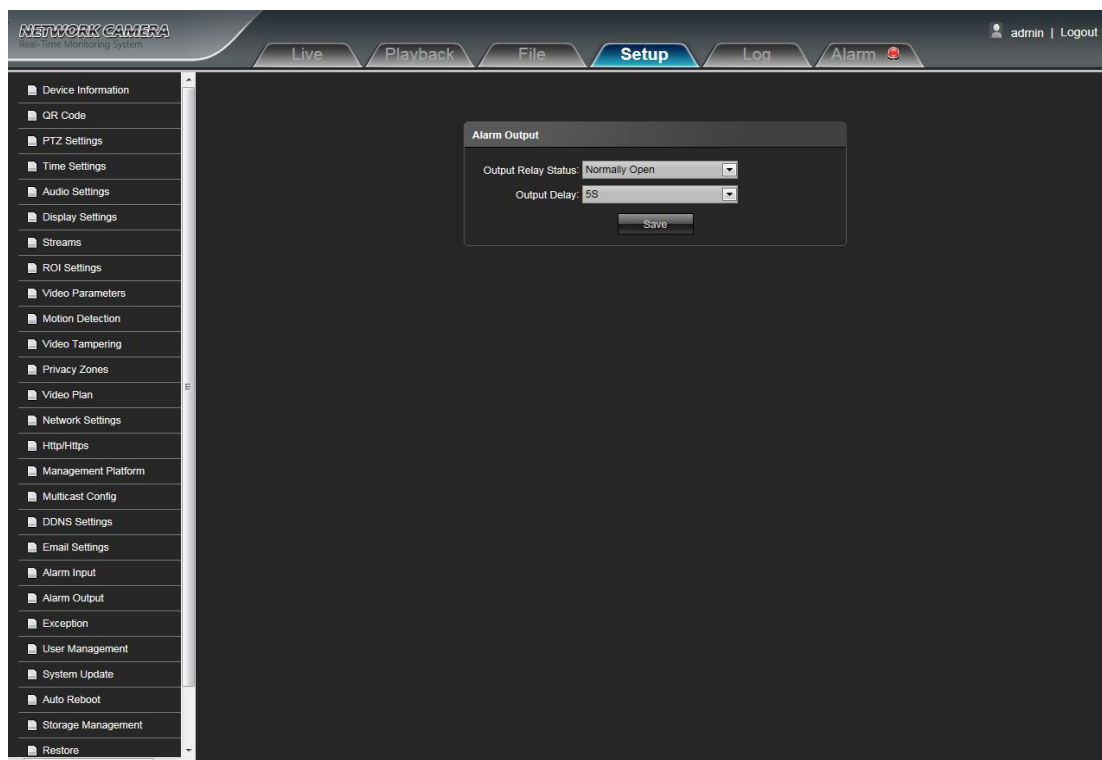 NETWORK CAMERA
Real-Time Monitoring System
admin | Logout
Live Playback File Setup Log Alarm
Device Information
QR Code
PTZ Settings
Time Settings
Audio Settings
Display Settings
Streams
ROI Settings
Video Parameters
Motion Detection
Video Tampering
Privacy Zones
Video Plan
Network Settings
Http/Https
Management Platform
Multicast Config
DDNS Settings
Email Settings
Alarm Input
Alarm Output
Exception
User Management
System Update
Auto Reboot
Storage Management
Restore
Alarm Output
Output Relay Status: Normally Open
Output Delay: 5S
Save